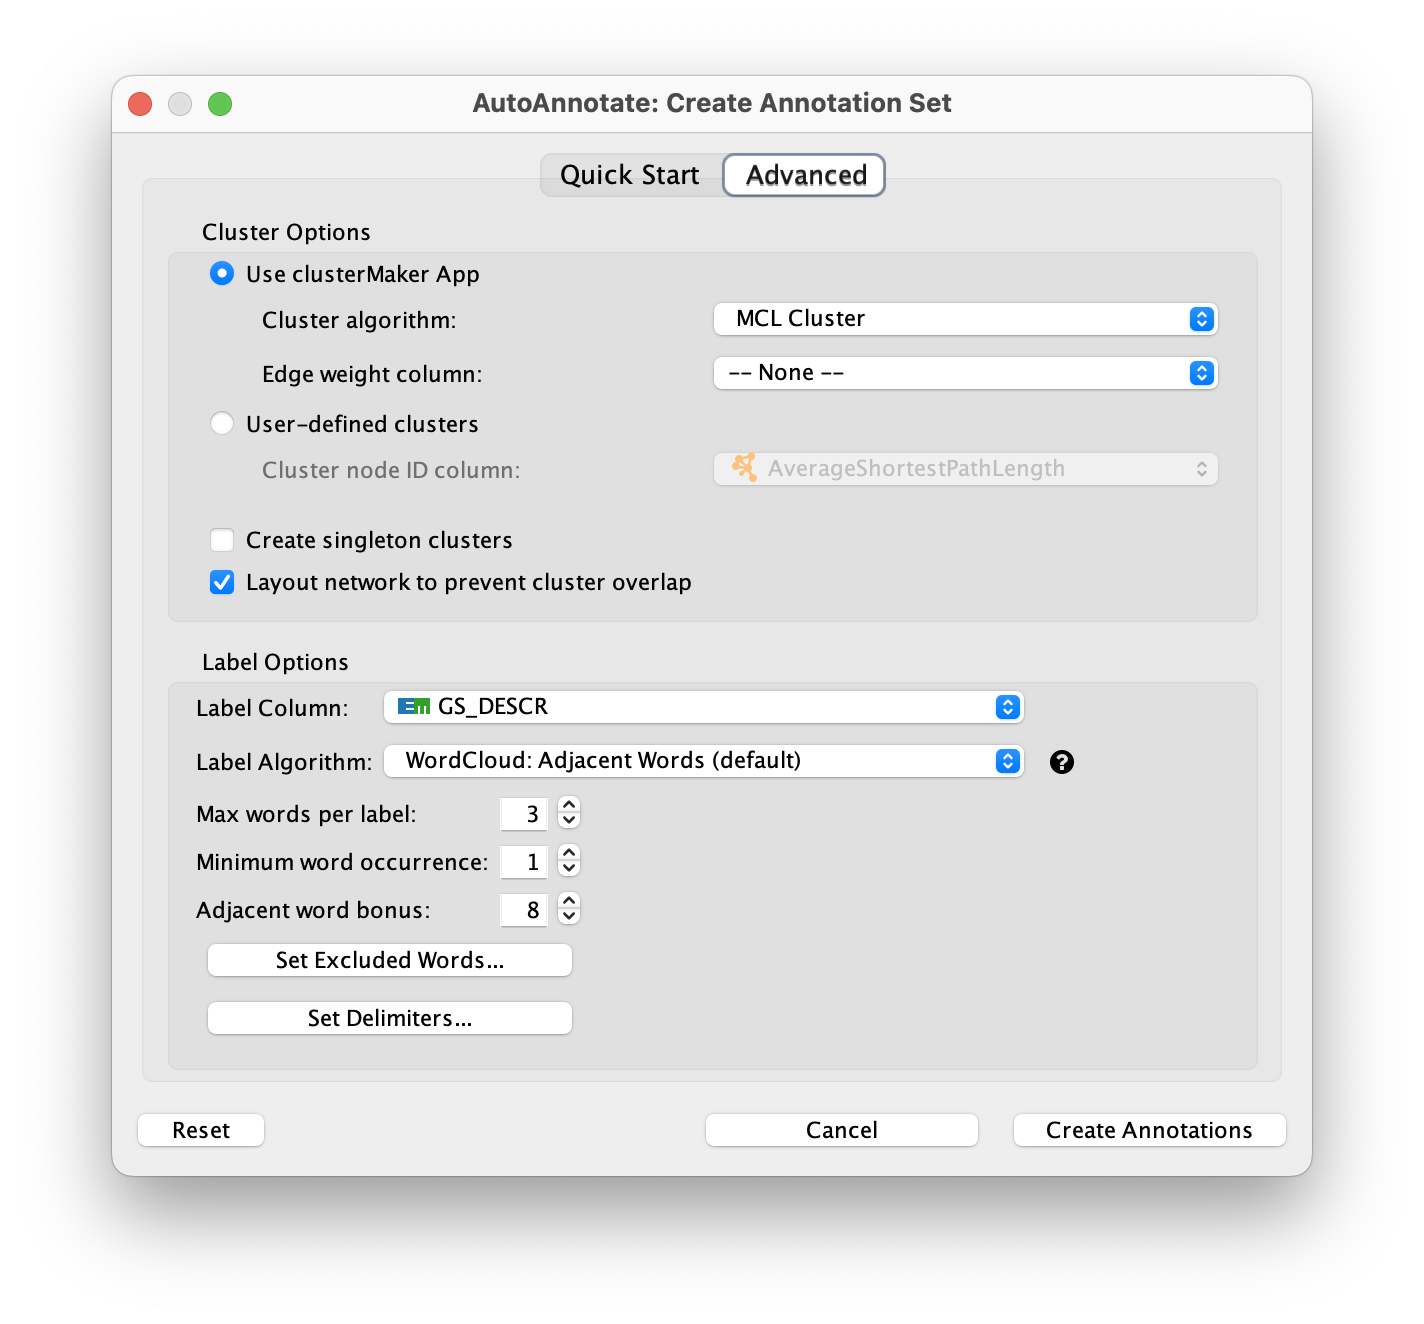 AutoAnnotate: Create Annotation Set
Quick Start Advanced
Cluster Options
Use clusterMaker App
Cluster algorithm: MCL Cluster
Edge weight column: -- None --
User-defined clusters
Cluster node ID column: AverageShortestPathLength
Create singleton clusters
Layout network to prevent cluster overlap
Label Options
Label Column: EM GS_DESCR
Label Algorithm: WordCloud: Adjacent Words (default) ?
Max words per label: 3
Minimum word occurrence: 1
Adjacent word bonus: 8
Set Excluded Words...
Set Delimiters...
Reset Cancel Create Annotations